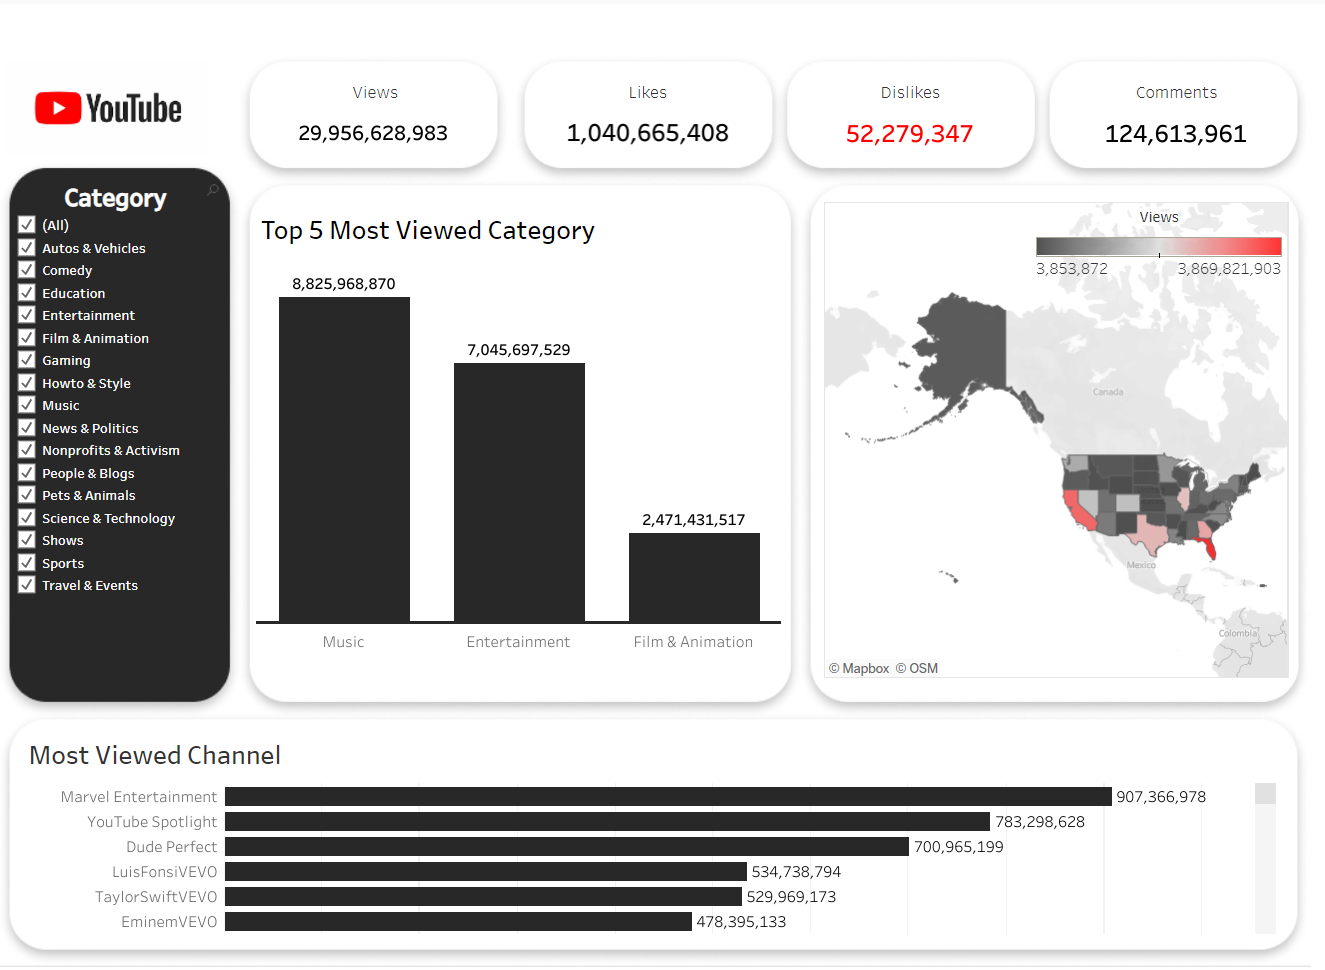 YouTube
Views
29,956,628,983
Likes
1,040,665,408
Dislikes
52,279,347
Comments
124,613,961
Category
(All)
Autos & Vehicles
Comedy
Education
Entertainment
Film & Animation
Gaming
Howto & Style
Music
News & Politics
Nonprofits & Activism
People & Blogs
Pets & Animals
Science & Technology
Shows
Sports
Travel & Events
Top 5 Most Viewed Category
8,825,968,870
7,045,697,529
2,471,431,517
Music
Entertainment
Film & Animation
Views
3,853,872
3,869,821,903
Canada
Mexico
Colombia
© Mapbox © OSM
Most Viewed Channel
Marvel Entertainment 907,366,978
YouTube Spotlight 783,298,628
Dude Perfect 700,965,199
LuisFonsiVEVO 534,738,794
TaylorSwiftVEVO 529,969,173
EminemVEVO 478,395,133